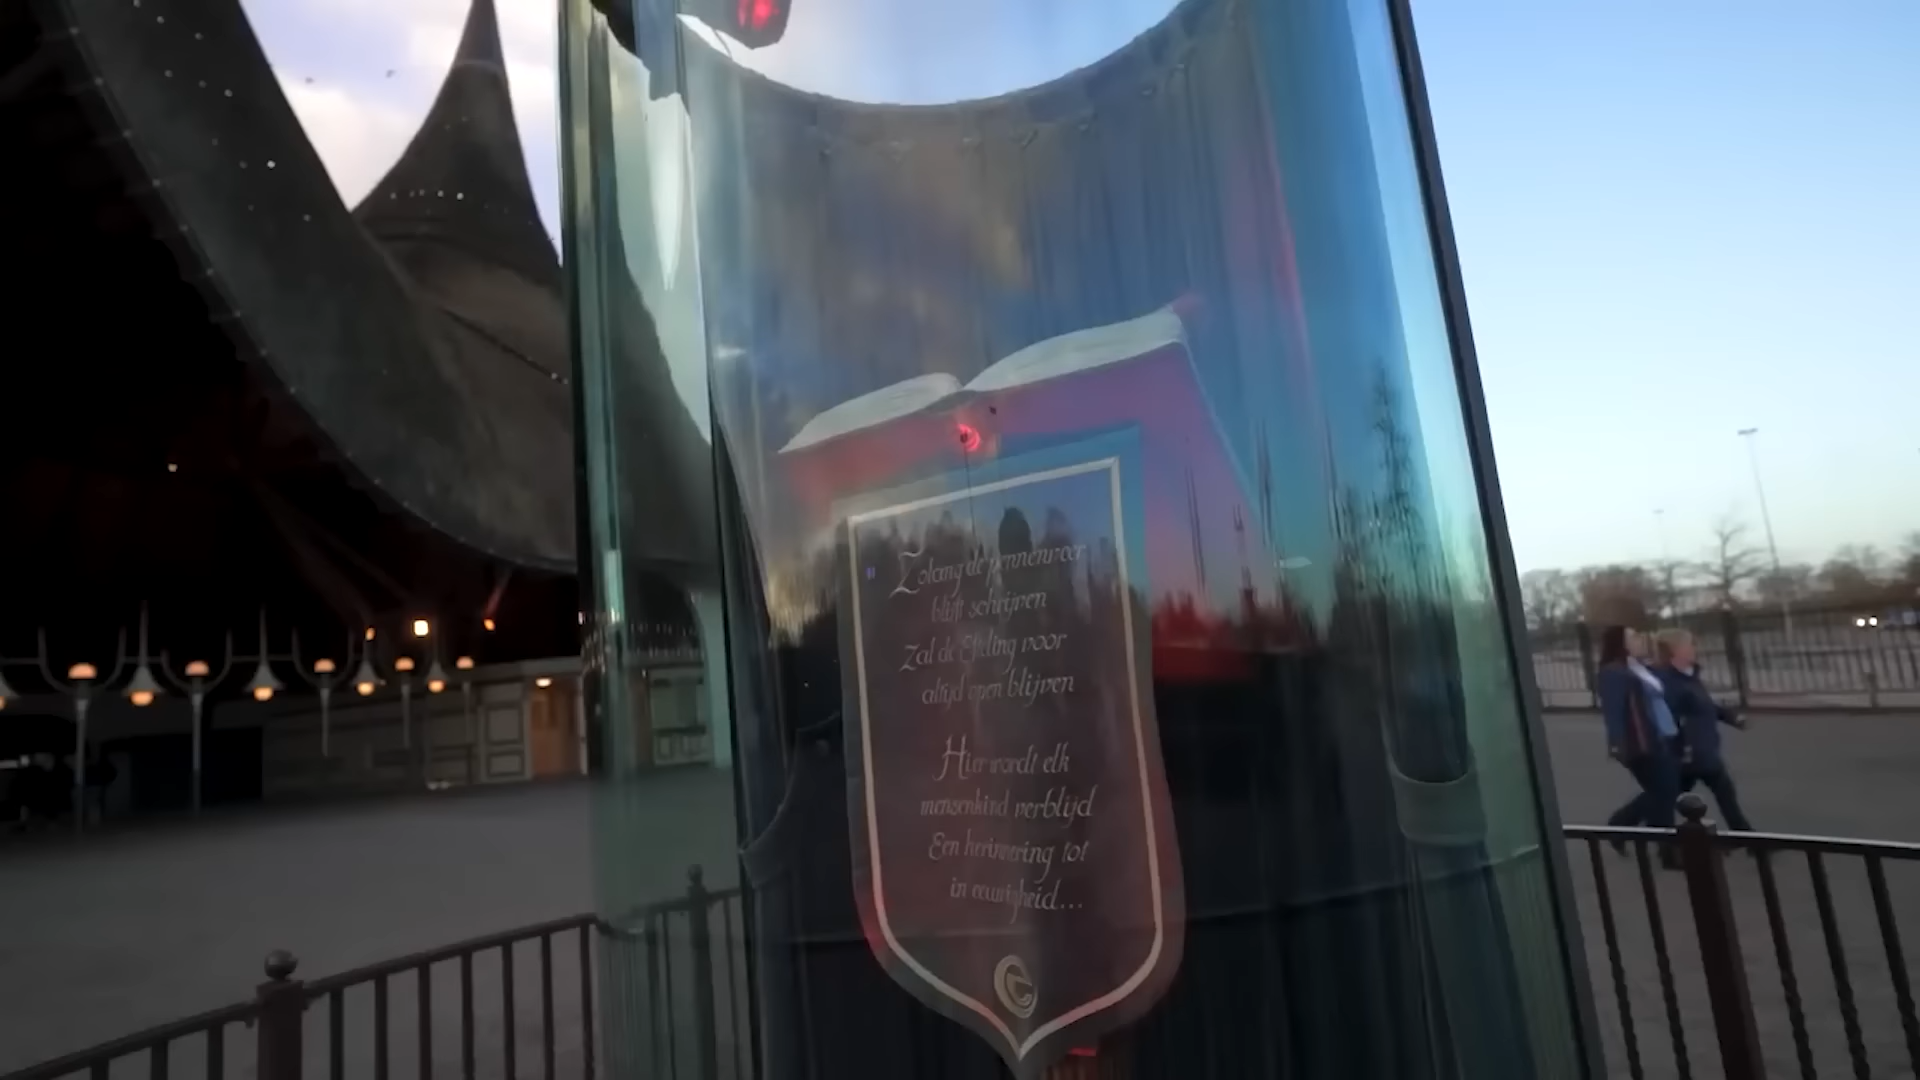 Zolang de pennenveer
blijft schrijven
Zal de Efteling voor
altijd open blijven
Hier wordt elk
mensenkind verblijd
Een herinnering tot
in eeuwigheid...